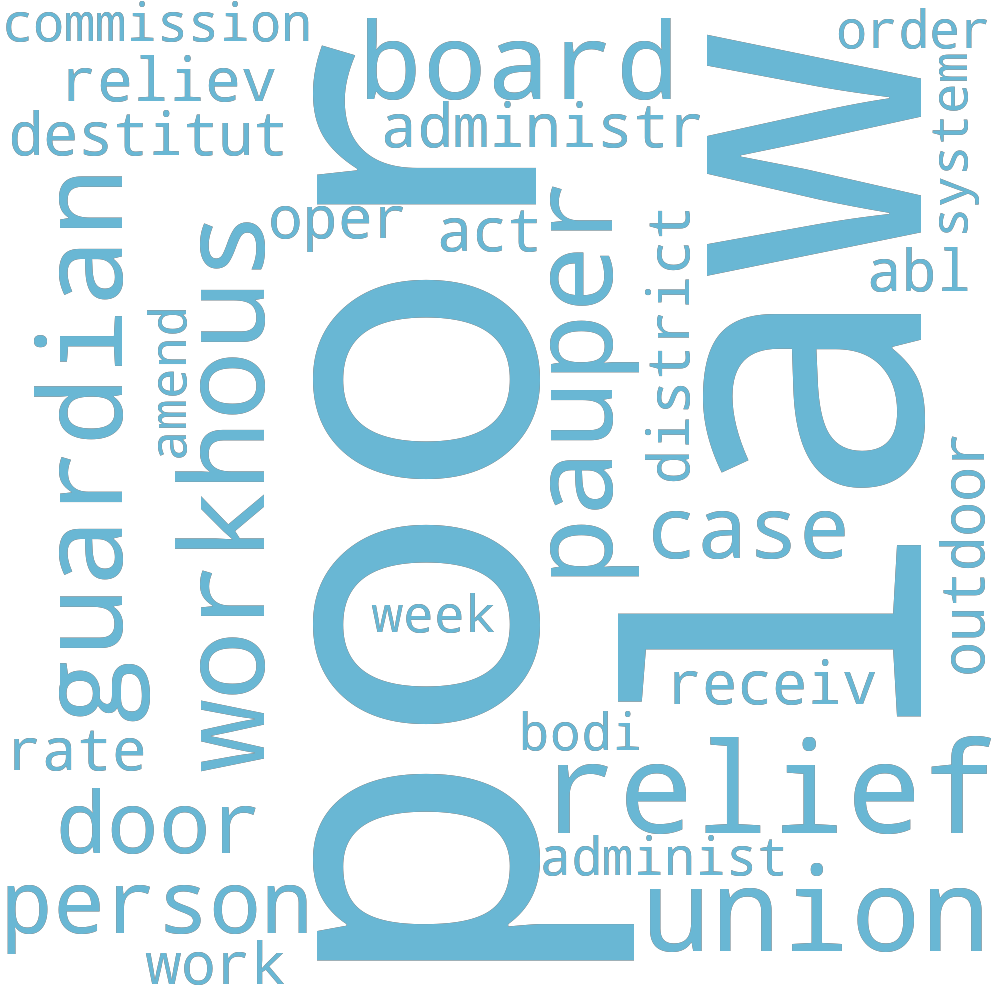 commission
board
order
reliev
destitut
administr
system
poor
law
oper
act
guardian
workhous
amend
pauper
district
abl
case
outdoor
week
receiv
bodi
rate
relief
door
administ
person
union
work